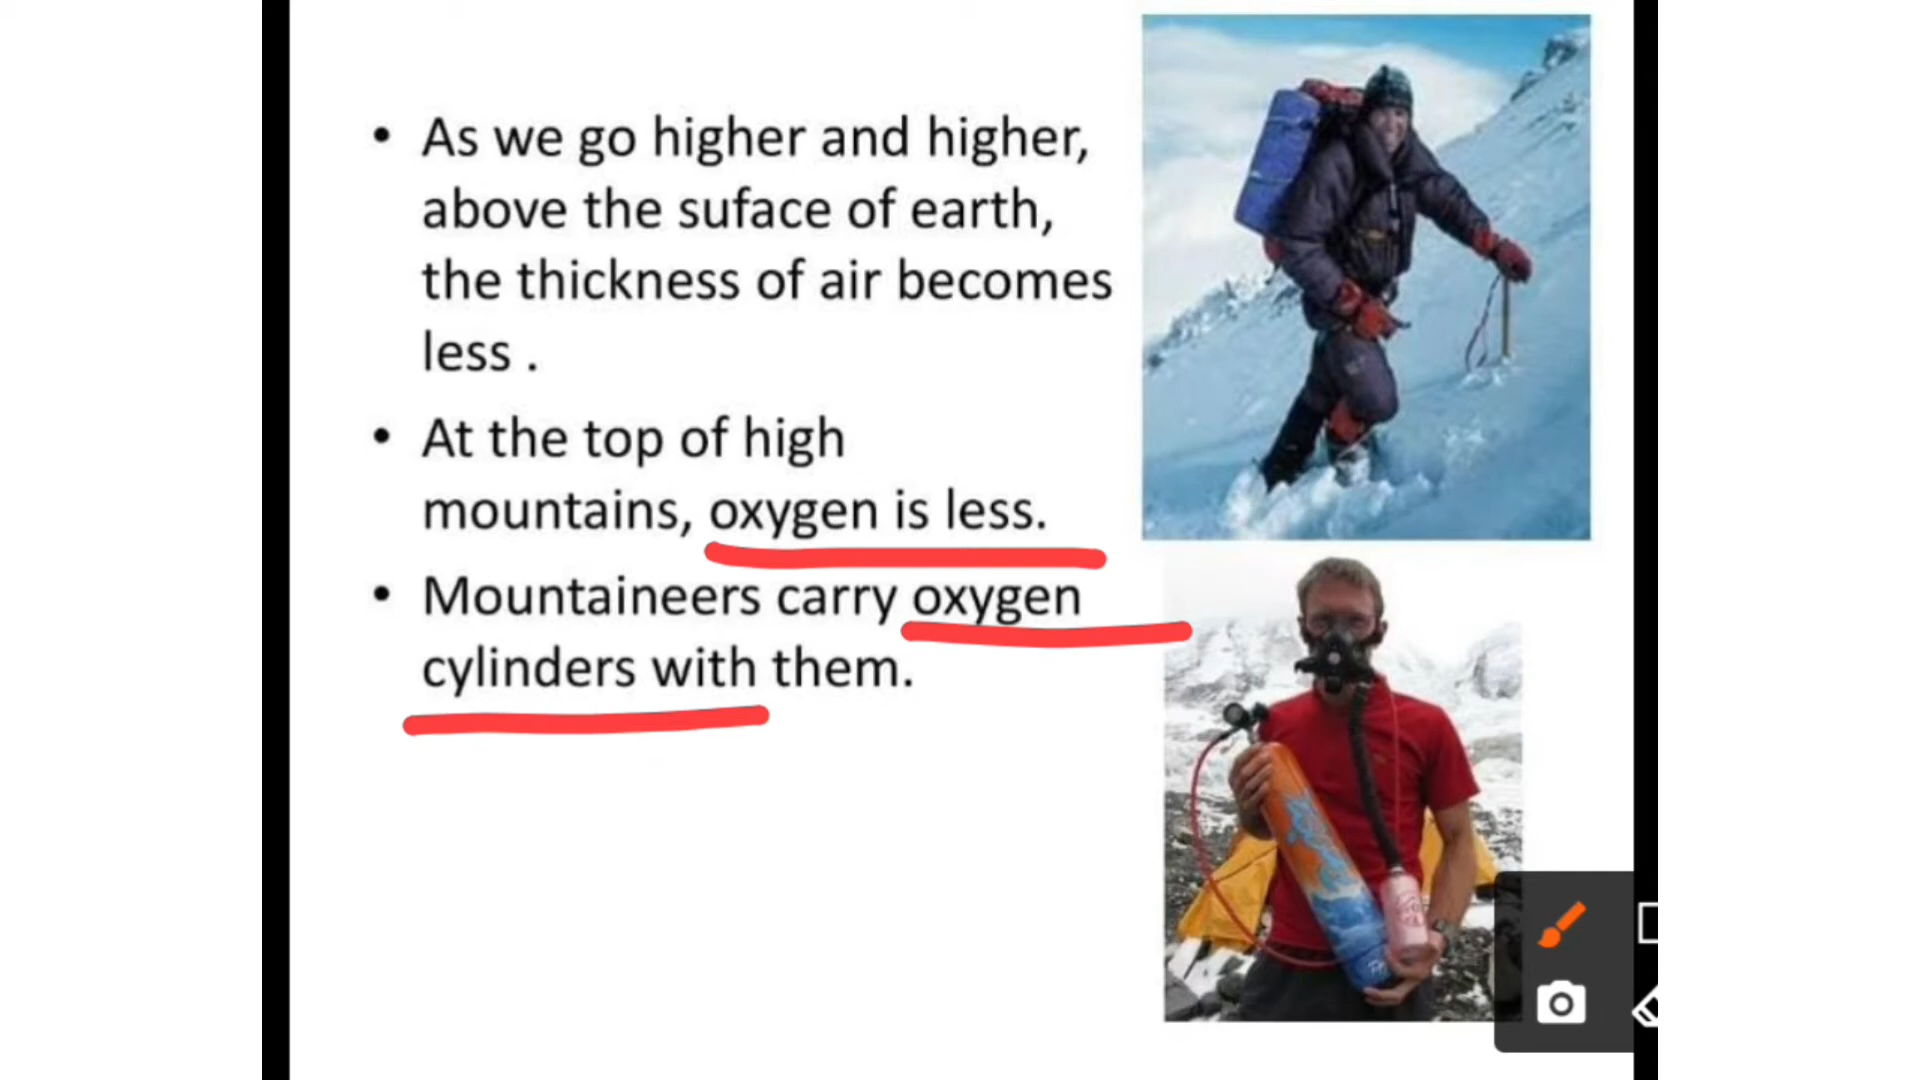 • As we go higher and higher,
above the suface of earth,
the thickness of air becomes
less .
• At the top of high
mountains, oxygen is less.
• Mountaineers carry oxygen
cylinders with them.